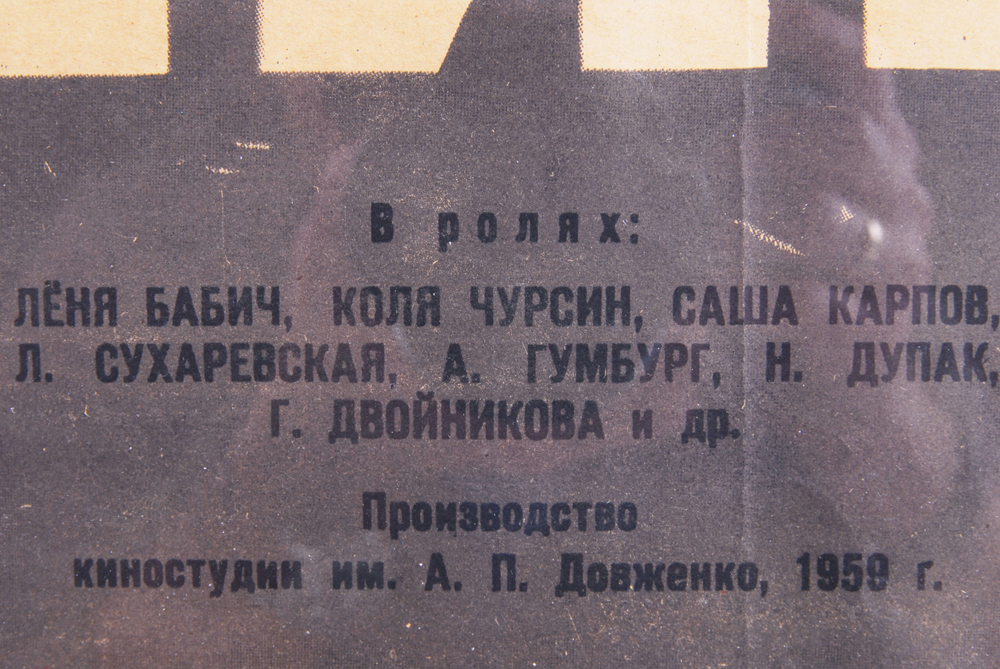 В ролях:
ЛЁНЯ БАБИЧ, КОЛЯ ЧУРСИН, САША КАРПОВ,
Л. СУХАРЕВСКАЯ, А. ГУМБУРГ, Н. ДУПАК,
Г. ДВОЙНИКОВА и др.
Производство
киностудии им. А. П. Довженко, 1959 г.